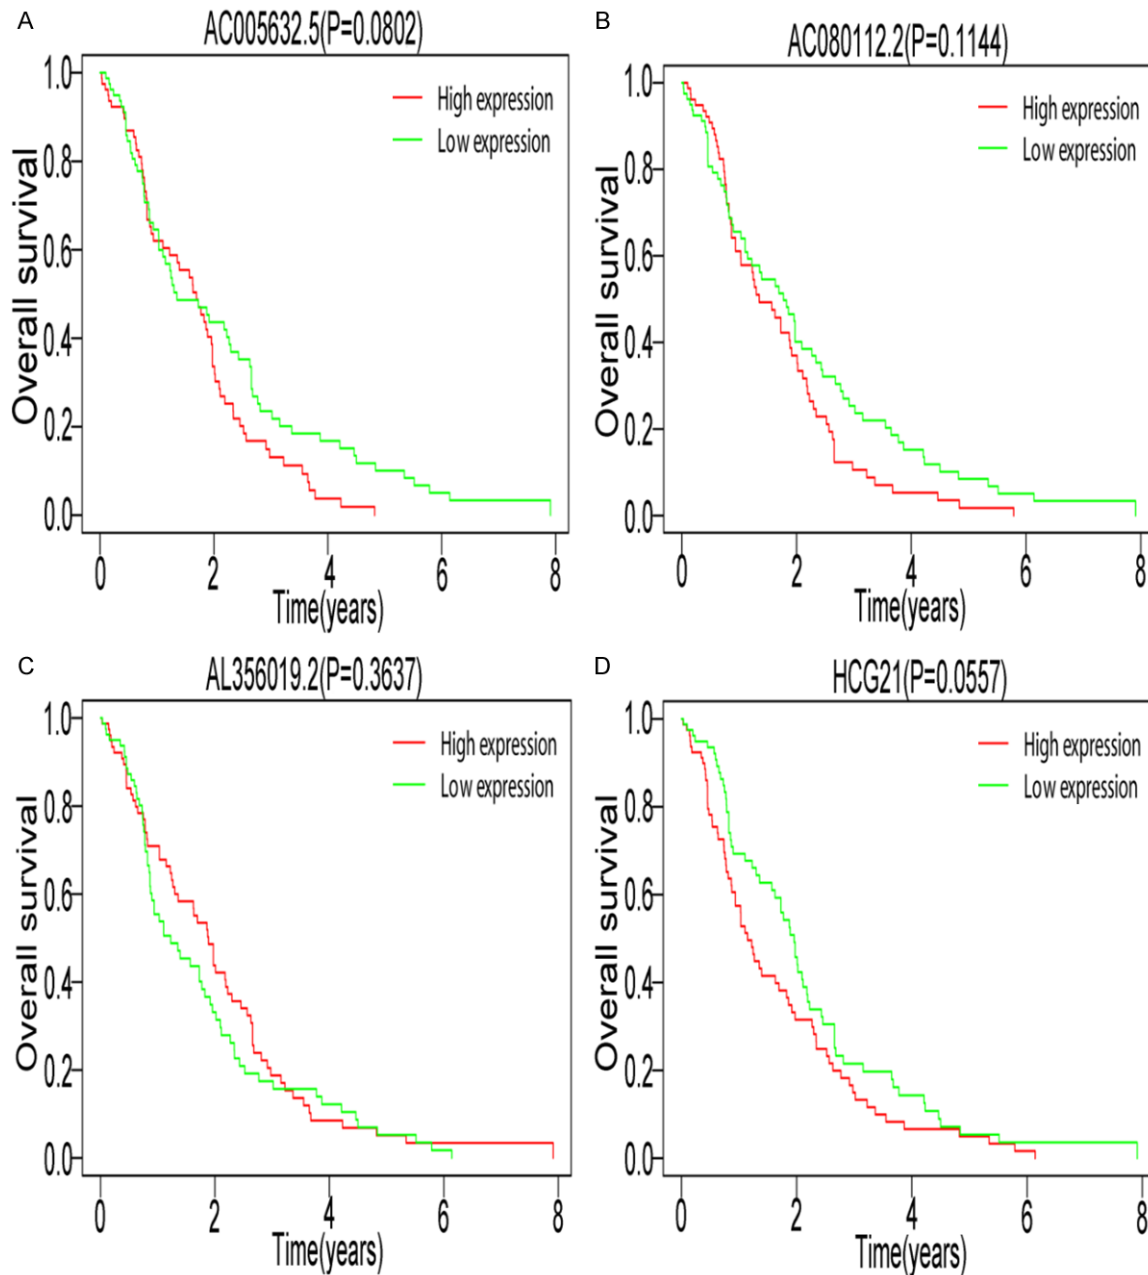 A
AC005632.5(P=0.0802)
High expression
Low expression
Overall survival
1.0
0.8
0.6
0.4
0.2
0.0
0
2
4
6
8
Time(years)
B
AC080112.2(P=0.1144)
High expression
Low expression
Overall survival
1.0
0.8
0.6
0.4
0.2
0.0
0
2
4
6
8
Time(years)
C
AL356019.2(P=0.3637)
High expression
Low expression
Overall survival
1.0
0.8
0.6
0.4
0.2
0.0
0
2
4
6
8
Time(years)
D
HCG21(P=0.0557)
High expression
Low expression
Overall survival
1.0
0.8
0.6
0.4
0.2
0.0
0
2
4
6
8
Time(years)